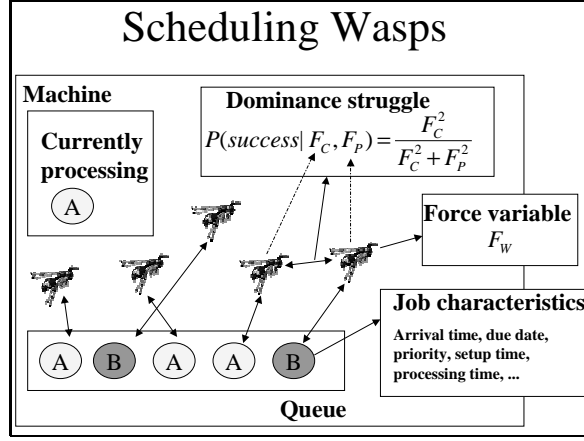 Scheduling Wasps
Machine
Currently
processing
A
Dominance struggle
P(success| F_C, F_P) = F_C^2 / (F_C^2 + F_P^2)
Force variable
F_W
Job characteristics
Arrival time, due date,
priority, setup time,
processing time, ...
A B A A B
Queue